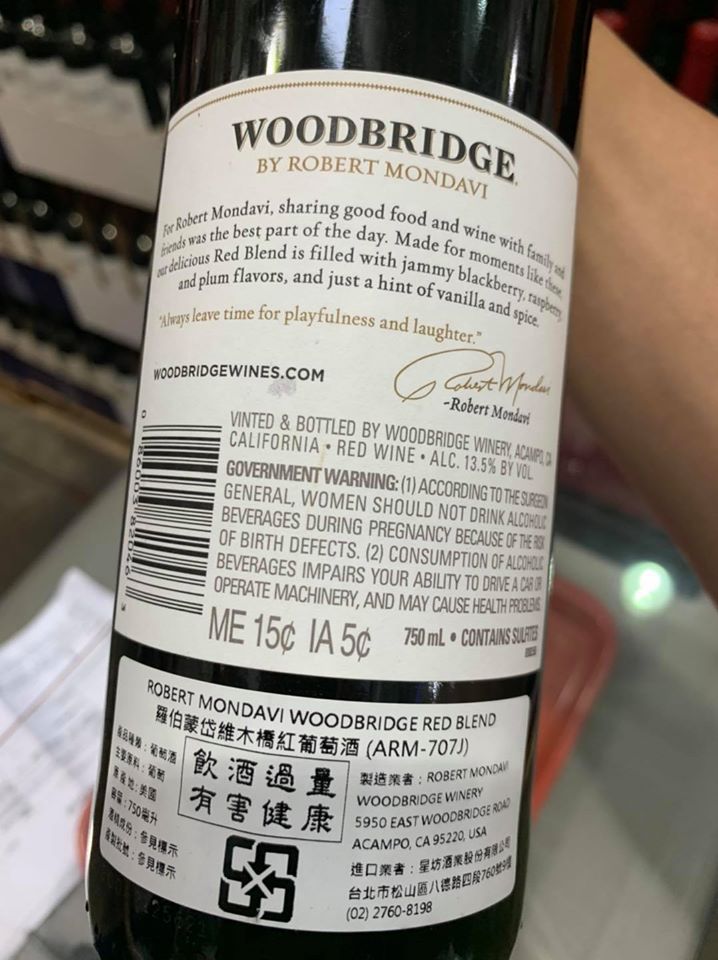 WOODBRIDGE
BY ROBERT MONDAVI
For Robert Mondavi, sharing good food and wine with family and
friends was the best part of the day. Made for moments like these,
our delicious Red Blend is filled with jammy blackberry, raspberry,
and plum flavors, and just a hint of vanilla and spice.
"Always leave time for playfulness and laughter."
WOODBRIDGEWINES.COM
Robert Mondavi
-Robert Mondavi
VINTED & BOTTLED BY WOODBRIDGE WINERY, ACAMPO, CA
CALIFORNIA • RED WINE • ALC. 13.5% BY VOL.
GOVERNMENT WARNING: (1) ACCORDING TO THE SURGEON
GENERAL, WOMEN SHOULD NOT DRINK ALCOHOLIC
BEVERAGES DURING PREGNANCY BECAUSE OF THE RISK
OF BIRTH DEFECTS. (2) CONSUMPTION OF ALCOHOLIC
BEVERAGES IMPAIRS YOUR ABILITY TO DRIVE A CAR OR
OPERATE MACHINERY, AND MAY CAUSE HEALTH PROBLEMS.
0 86003 82046 3
ME 15¢ IA 5¢
750 mL • CONTAINS SULFITES
ROBERT MONDAVI WOODBRIDGE RED BLEND
羅伯蒙岱維木橋紅葡萄酒 (ARM-707J)
產品種類：葡萄酒
主要原料：葡萄
原產地：美國
容量：750毫升
酒精成份：參見標示
產製批號：參見標示
飲酒過量
有害健康
製造業者：ROBERT MONDAVI
WOODBRIDGE WINERY
5950 EAST WOODBRIDGE ROAD
ACAMPO, CA 95220, USA
進口業者：星坊酒業股份有限公司
台北市松山區八德路四段760號9樓
(02) 2760-8198